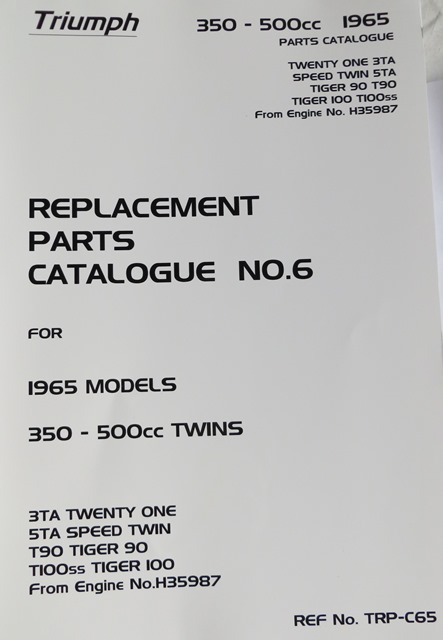 Triumph
350 - 500cc 1965
PARTS CATALOGUE
TWENTY ONE 3TA
SPEED TWIN 5TA
TIGER 90 T90
TIGER 100 T100ss
From Engine No. H35987
REPLACEMENT
PARTS
CATALOGUE NO.6
FOR
1965 MODELS
350 - 500cc TWINS
3TA TWENTY ONE
5TA SPEED TWIN
T90 TIGER 90
T100ss TIGER 100
From Engine No.H35987
REF No. TRP-C65